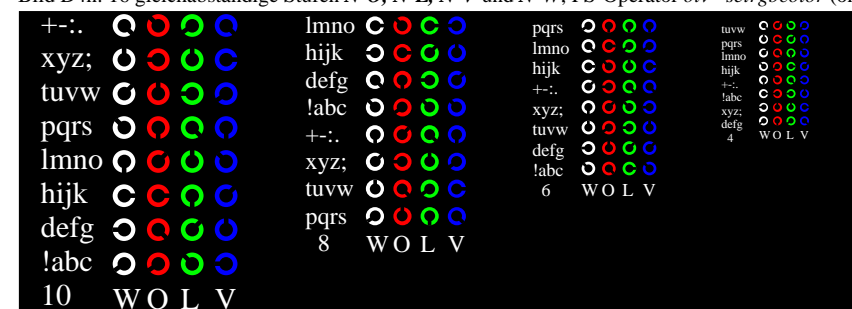 +-:.
xyz;
tuvw
pqrs
lmno
hijk
defg
!abc
10 W O L V
lmno
hijk
defg
!abc
+-:.
xyz;
tuvw
pqrs
8 W O L V
pqrs
lmno
hijk
+-:.
xyz;
tuvw
defg
!abc
6 W O L V
tuvw
pqrs
lmno
hijk
+-:.
!abc
xyz;
defg
4 W O L V